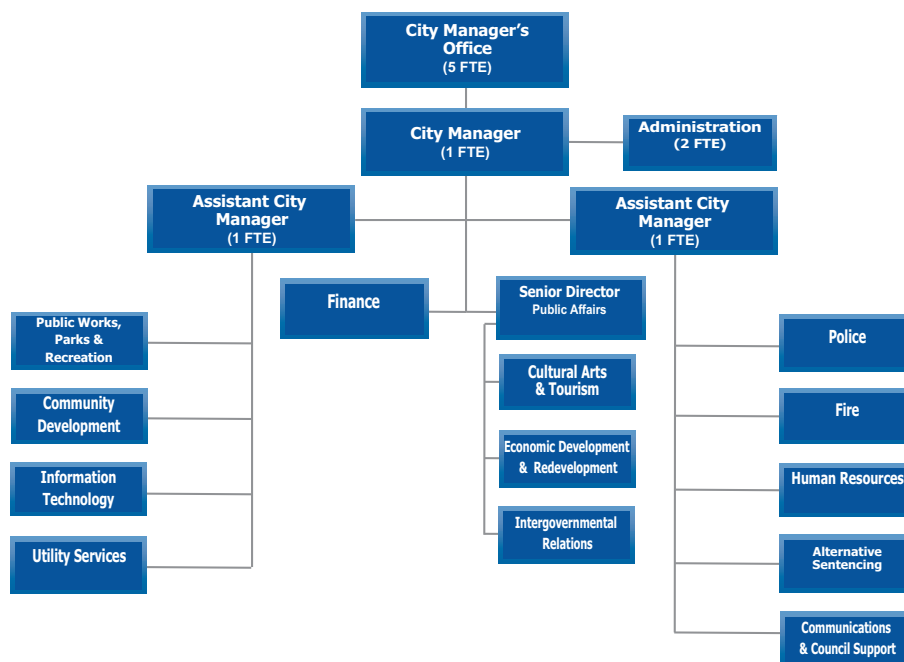 City Manager's
Office
(5 FTE)
City Manager
(1 FTE)
Administration
(2 FTE)
Assistant City
Manager
(1 FTE)
Assistant City
Manager
(1 FTE)
Finance
Senior Director
Public Affairs
Public Works,
Parks &
Recreation
Community
Development
Information
Technology
Utility Services
Cultural Arts
& Tourism
Economic Development
& Redevelopment
Intergovernmental
Relations
Police
Fire
Human Resources
Alternative
Sentencing
Communications
& Council Support